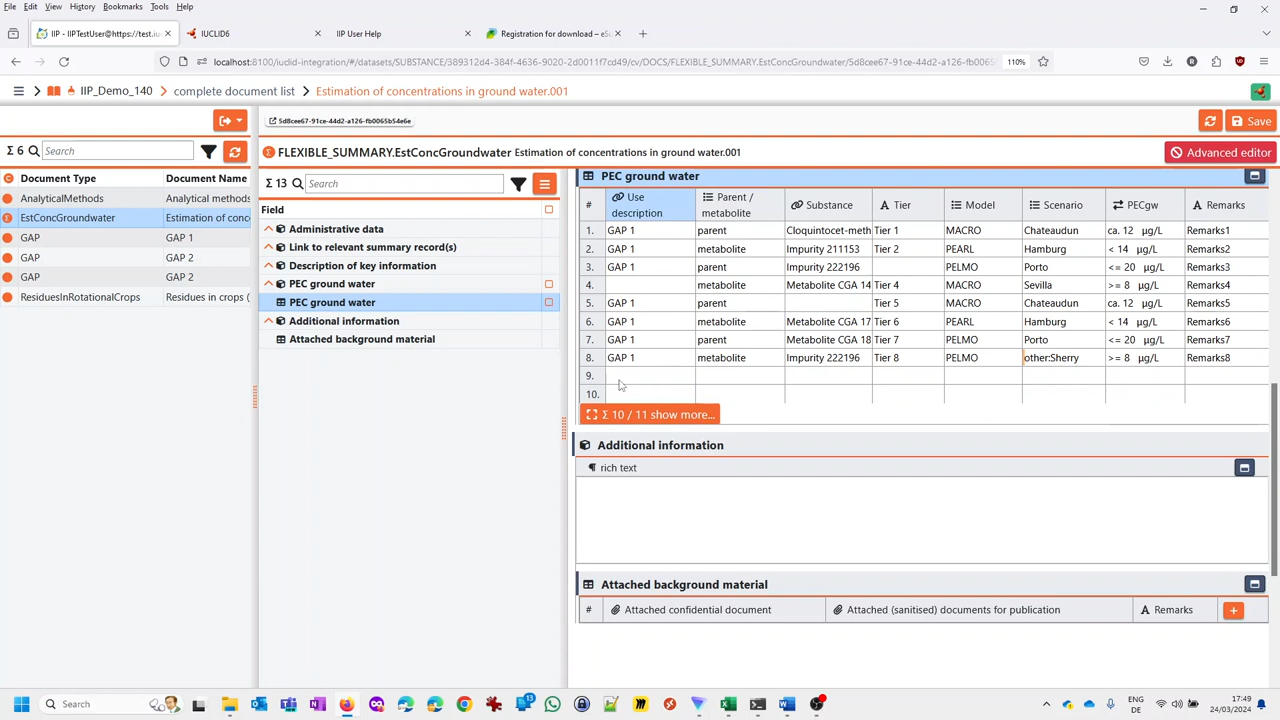 File Edit View History Bookmarks Tools Help
IIP - IIPTestUser@https://test.iu
IUCLID6
IIP User Help
Registration for download – eSu
localhost:8100/iudid-integration/#/datasets/SUBSTANCE/389312d4-384f-4636-9020-2d0011f7cd49/cv/DOCS/FLEXIBLE_SUMMARY.EstConcGroundwater/5d8cee67-91ce-44d2-a126-fb0065
110%
IIP_Demo_140
complete document list
Estimation of concentrations in ground water.001
5d8cee67-91ce-44d2-a126-fb0065b54e6e
Save
Σ 6 Search
FLEXIBLE_SUMMARY.EstConcGroundwater Estimation of concentrations in ground water.001
Advanced editor
Document Type Document Name
AnalyticalMethods Analytical methods
EstConcGroundwater Estimation of conc
GAP GAP 1
GAP GAP 2
GAP GAP 2
ResiduesInRotationalCrops Residues in crops (
Σ 13 Search
Field
Administrative data
Link to relevant summary record(s)
Description of key information
PEC ground water
PEC ground water
Additional information
Attached background material
PEC ground water
# Use description Parent / metabolite Substance Tier Model Scenario PECgw Remarks
1. GAP 1 parent Cloquintocet-meth Tier 1 MACRO Chateaudun ca. 12 µg/L Remarks1
2. GAP 1 metabolite Impurity 211153 Tier 2 PEARL Hamburg < 14 µg/L Remarks2
3. GAP 1 parent Impurity 222196 PELMO Porto <= 20 µg/L Remarks3
4. Metabolite CGA 14 Tier 4 MACRO Sevilla >= 8 µg/L Remarks4
5. GAP 1 parent Tier 5 MACRO Chateaudun ca. 12 µg/L Remarks5
6. GAP 1 metabolite Metabolite CGA 17 Tier 6 PEARL Hamburg < 14 µg/L Remarks6
7. GAP 1 parent Metabolite CGA 18 Tier 7 PELMO Porto <= 20 µg/L Remarks7
8. GAP 1 metabolite Impurity 222196 Tier 8 PELMO other:Sherry >= 8 µg/L Remarks8
9.
10.
Σ 10 / 11 show more...
Additional information
rich text
Attached background material
# Attached confidential document Attached (sanitised) documents for publication Remarks
Search
ENG
DE
17:49
24/03/2024